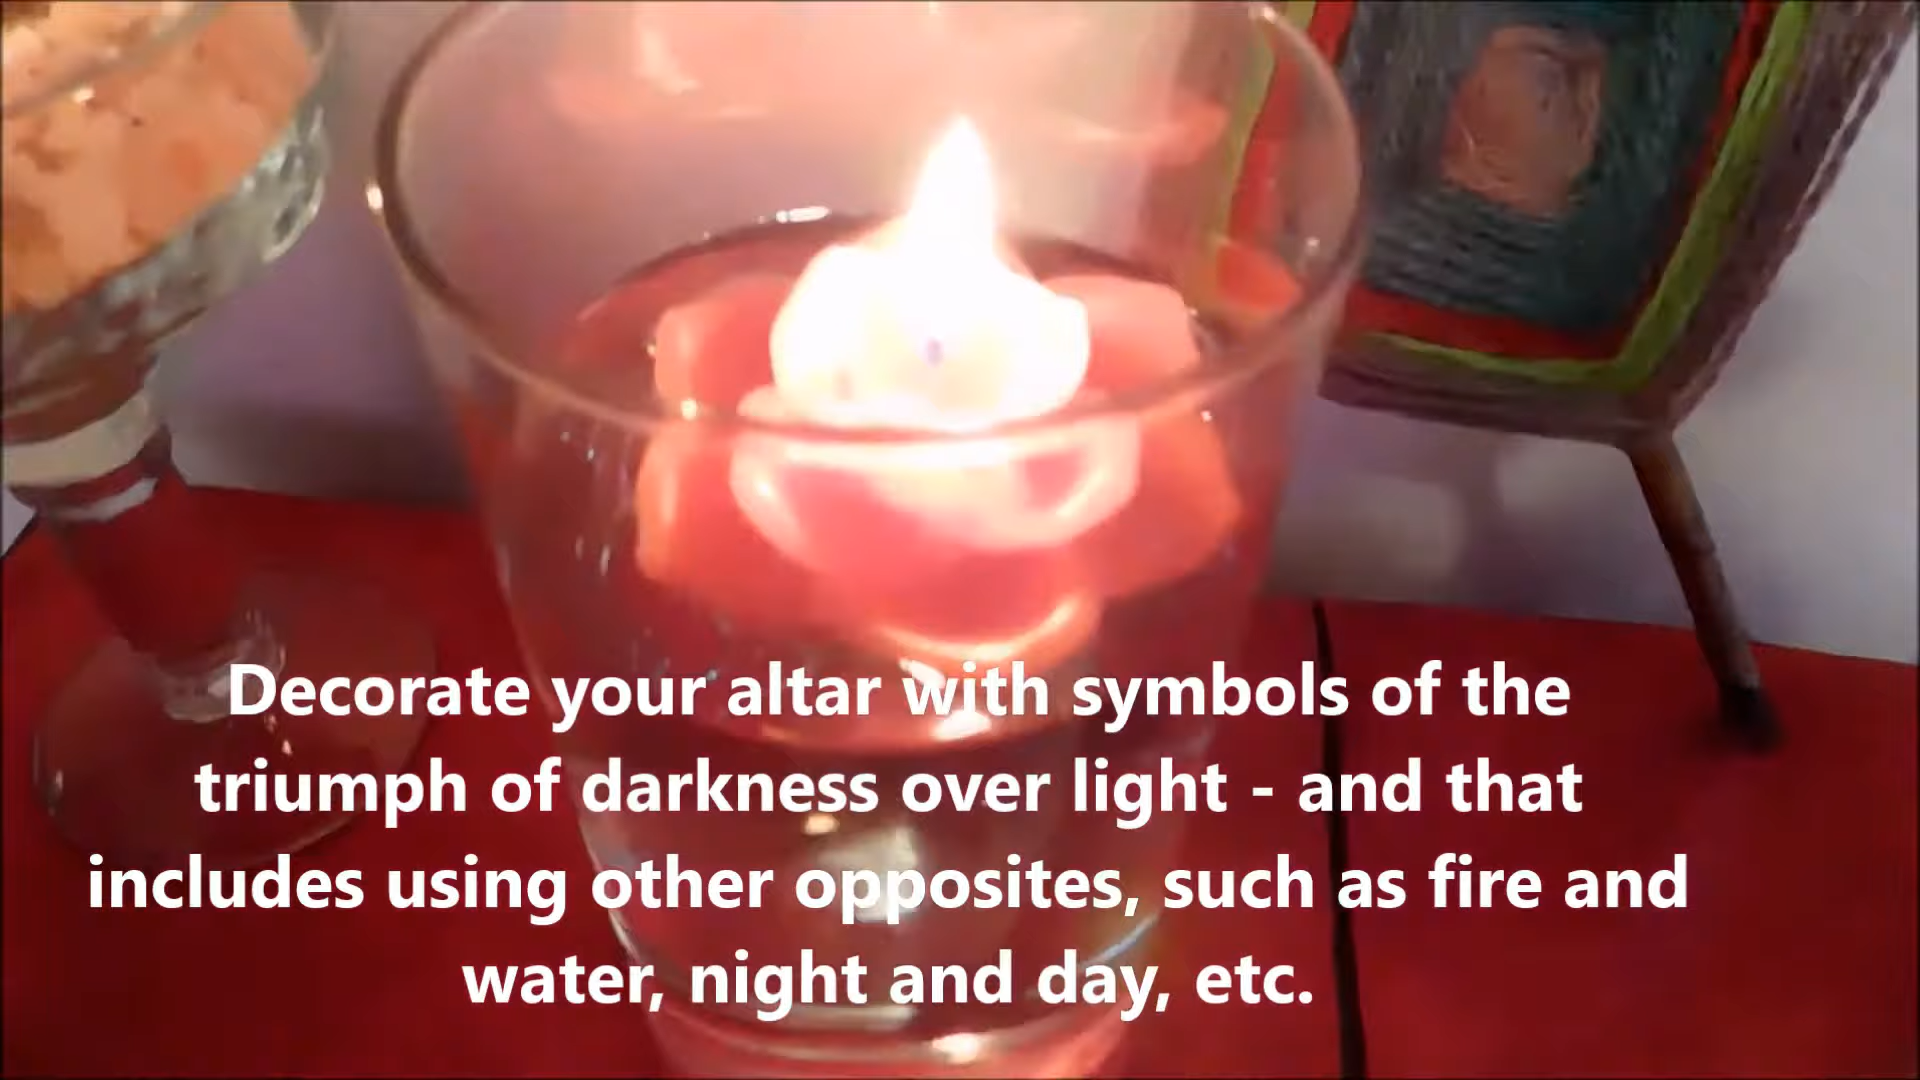 Decorate your altar with symbols of the
triumph of darkness over light - and that
includes using other opposites, such as fire and
water, night and day, etc.